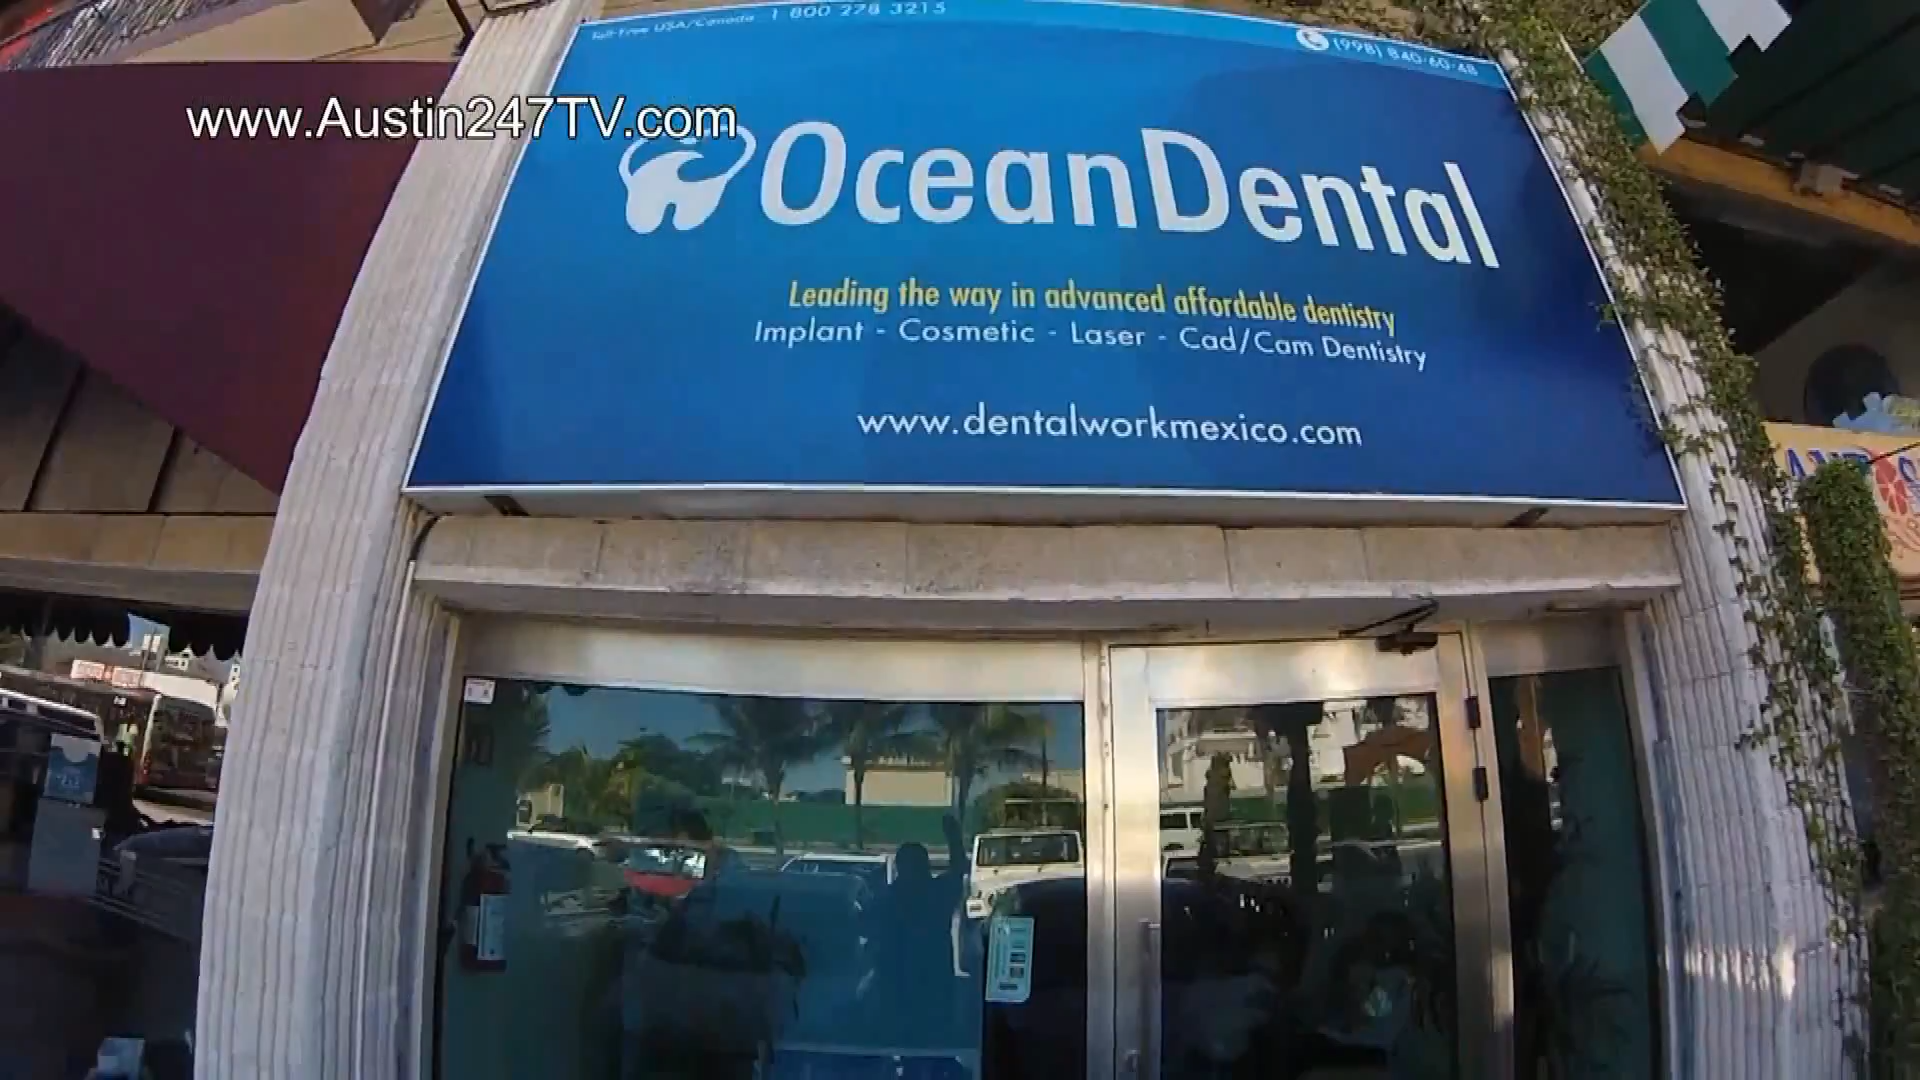 Toll-Free USA/Canada 1 800 278 3215
(998) 840-60-48
www.Austin247TV.com
OceanDental
Leading the way in advanced affordable dentistry
Implant - Cosmetic - Laser - Cad/Cam Dentistry
www.dentalworkmexico.com